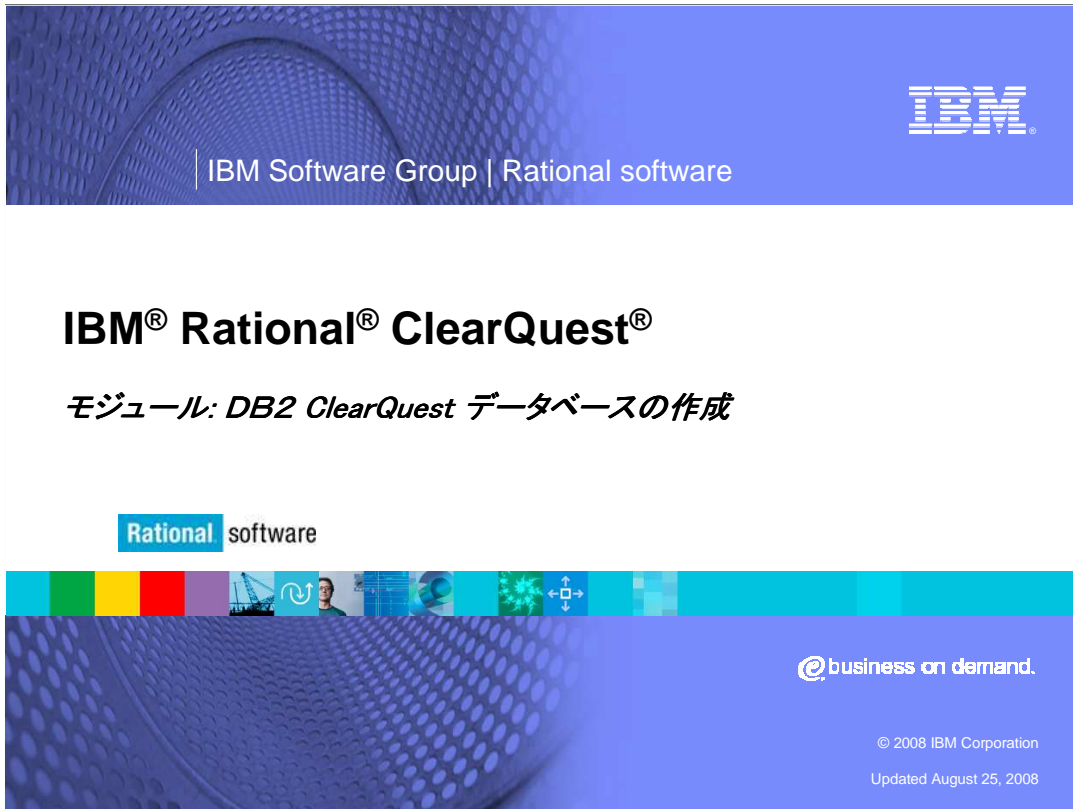 IBM®
IBM Software Group | Rational software
IBM® Rational® ClearQuest®
モジュール: DB2 ClearQuest データベースの作成
Rational software
e business on demand.
© 2008 IBM Corporation
Updated August 25, 2008